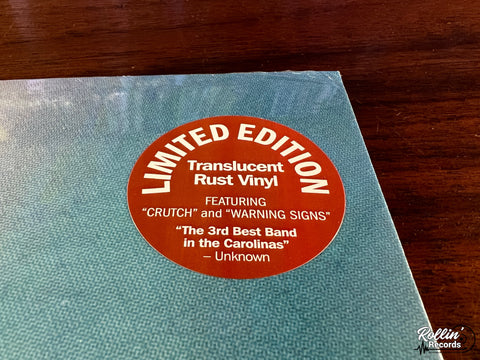 LIMITED EDITION
Translucent
Rust Vinyl
FEATURING
“CRUTCH” and “WARNING SIGNS”
“The 3rd Best Band
in the Carolinas”
– Unknown
Rollin'
Records